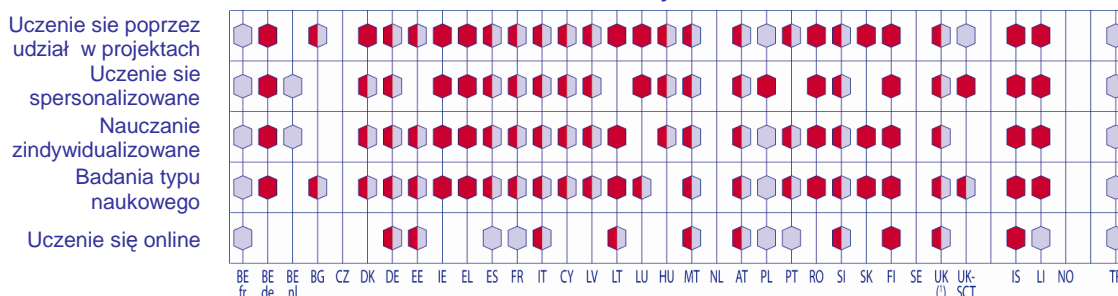 Uczenie sie poprzez
udział w projektach
Uczenie sie
spersonalizowane
Nauczanie
zindywidualizowane
Badania typu
naukowego
Uczenie się online
BE BE BE BG CZ DK DE EE IE EL ES FR IT CY LV LT LU HU MT NL AT PL PT RO SI SK FI SE UK UK- IS LI NO
fr de nl (¹) SCT